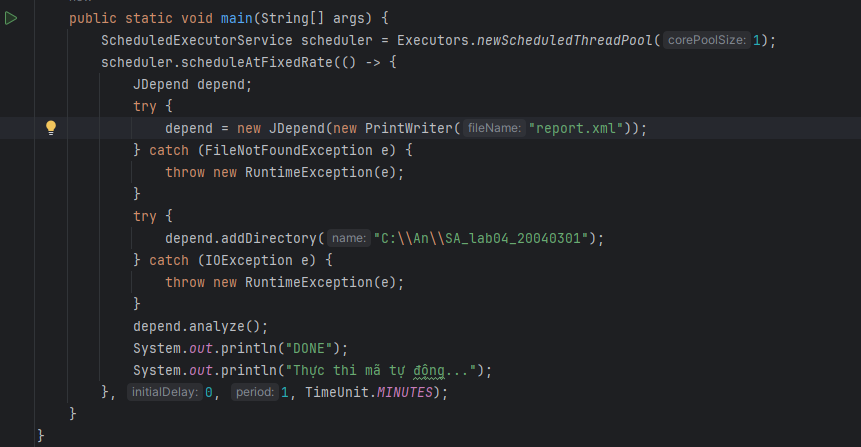 public static void main(String[] args) {
ScheduledExecutorService scheduler = Executors.newScheduledThreadPool( corePoolSize: 1);
scheduler.scheduleAtFixedRate(() -> {
JDepend depend;
try {
depend = new JDepend(new PrintWriter( fileName: "report.xml"));
} catch (FileNotFoundException e) {
throw new RuntimeException(e);
}
try {
depend.addDirectory( name: "C:\\An\\SA_lab04_20040301");
} catch (IOException e) {
throw new RuntimeException(e);
}
depend.analyze();
System.out.println("DONE");
System.out.println("Thực thi mã tự động...");
}, initialDelay: 0, period: 1, TimeUnit.MINUTES);
}
}